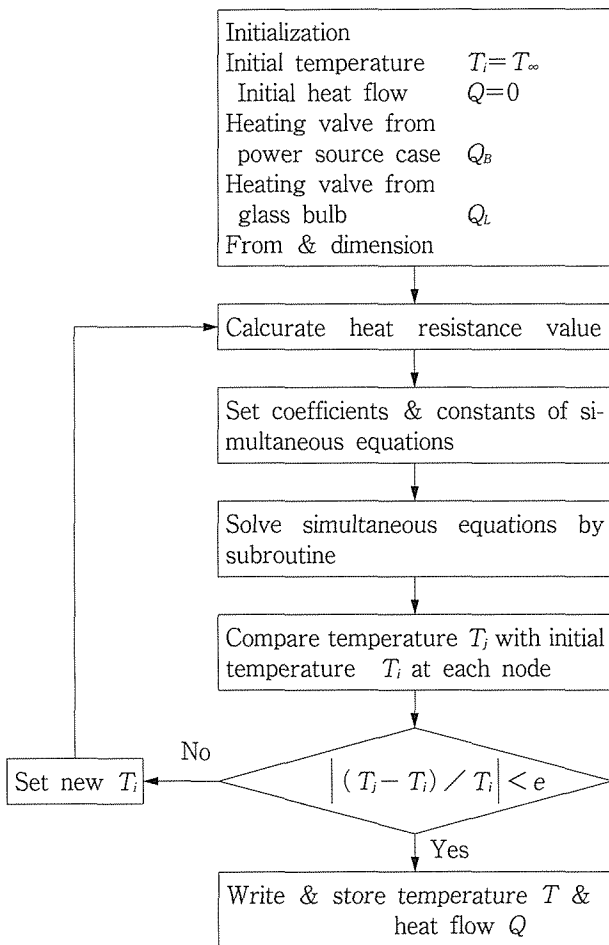 Initialization
Initial temperature T_i = T_∞
Initial heat flow Q=0
Heating valve from
power source case Q_B
Heating valve from
glass bulb Q_L
From & dimension
Calcurate heat resistance value
Set coefficients & constants of si-
multaneous equations
Solve simultaneous equations by
subroutine
Compare temperature T_j with initial
temperature T_i at each node
No
Set new T_i
|(T_j − T_i) / T_i| < e
Yes
Write & store temperature T &
heat flow Q